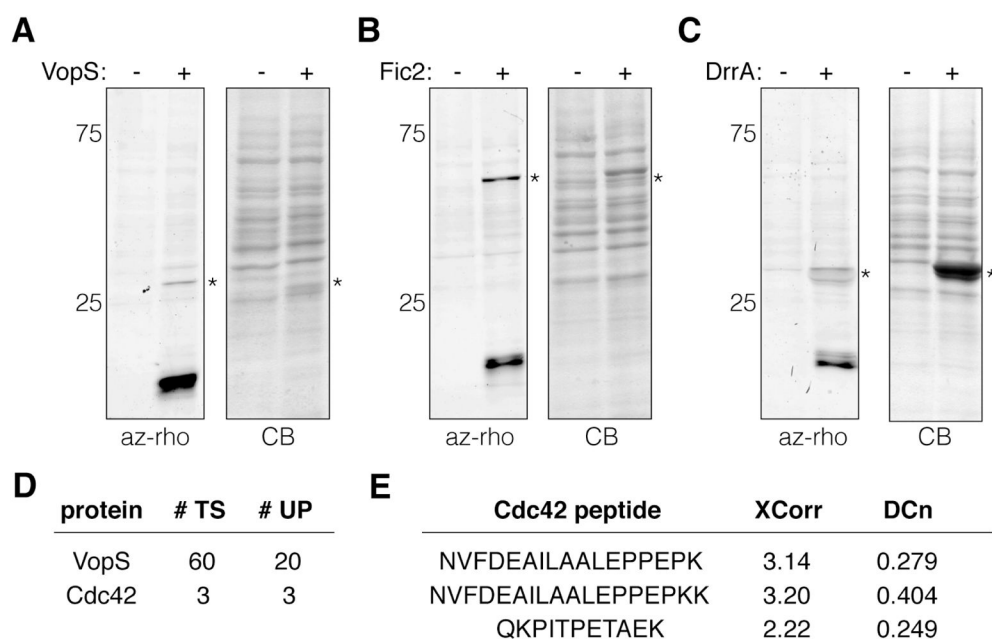 A
B
C
VopS: - + - +
Fic2: - + - +
DrrA: - + - +
75
25
*
*
az-rho
CB
75
25
*
*
az-rho
CB
75
25
*
*
az-rho
CB
D
protein # TS # UP
VopS 60 20
Cdc42 3 3
E
Cdc42 peptide XCorr DCn
NVFDEAILAALEPPEPK 3.14 0.279
NVFDEAILAALEPPEPKK 3.20 0.404
QKPITPETAEK 2.22 0.249